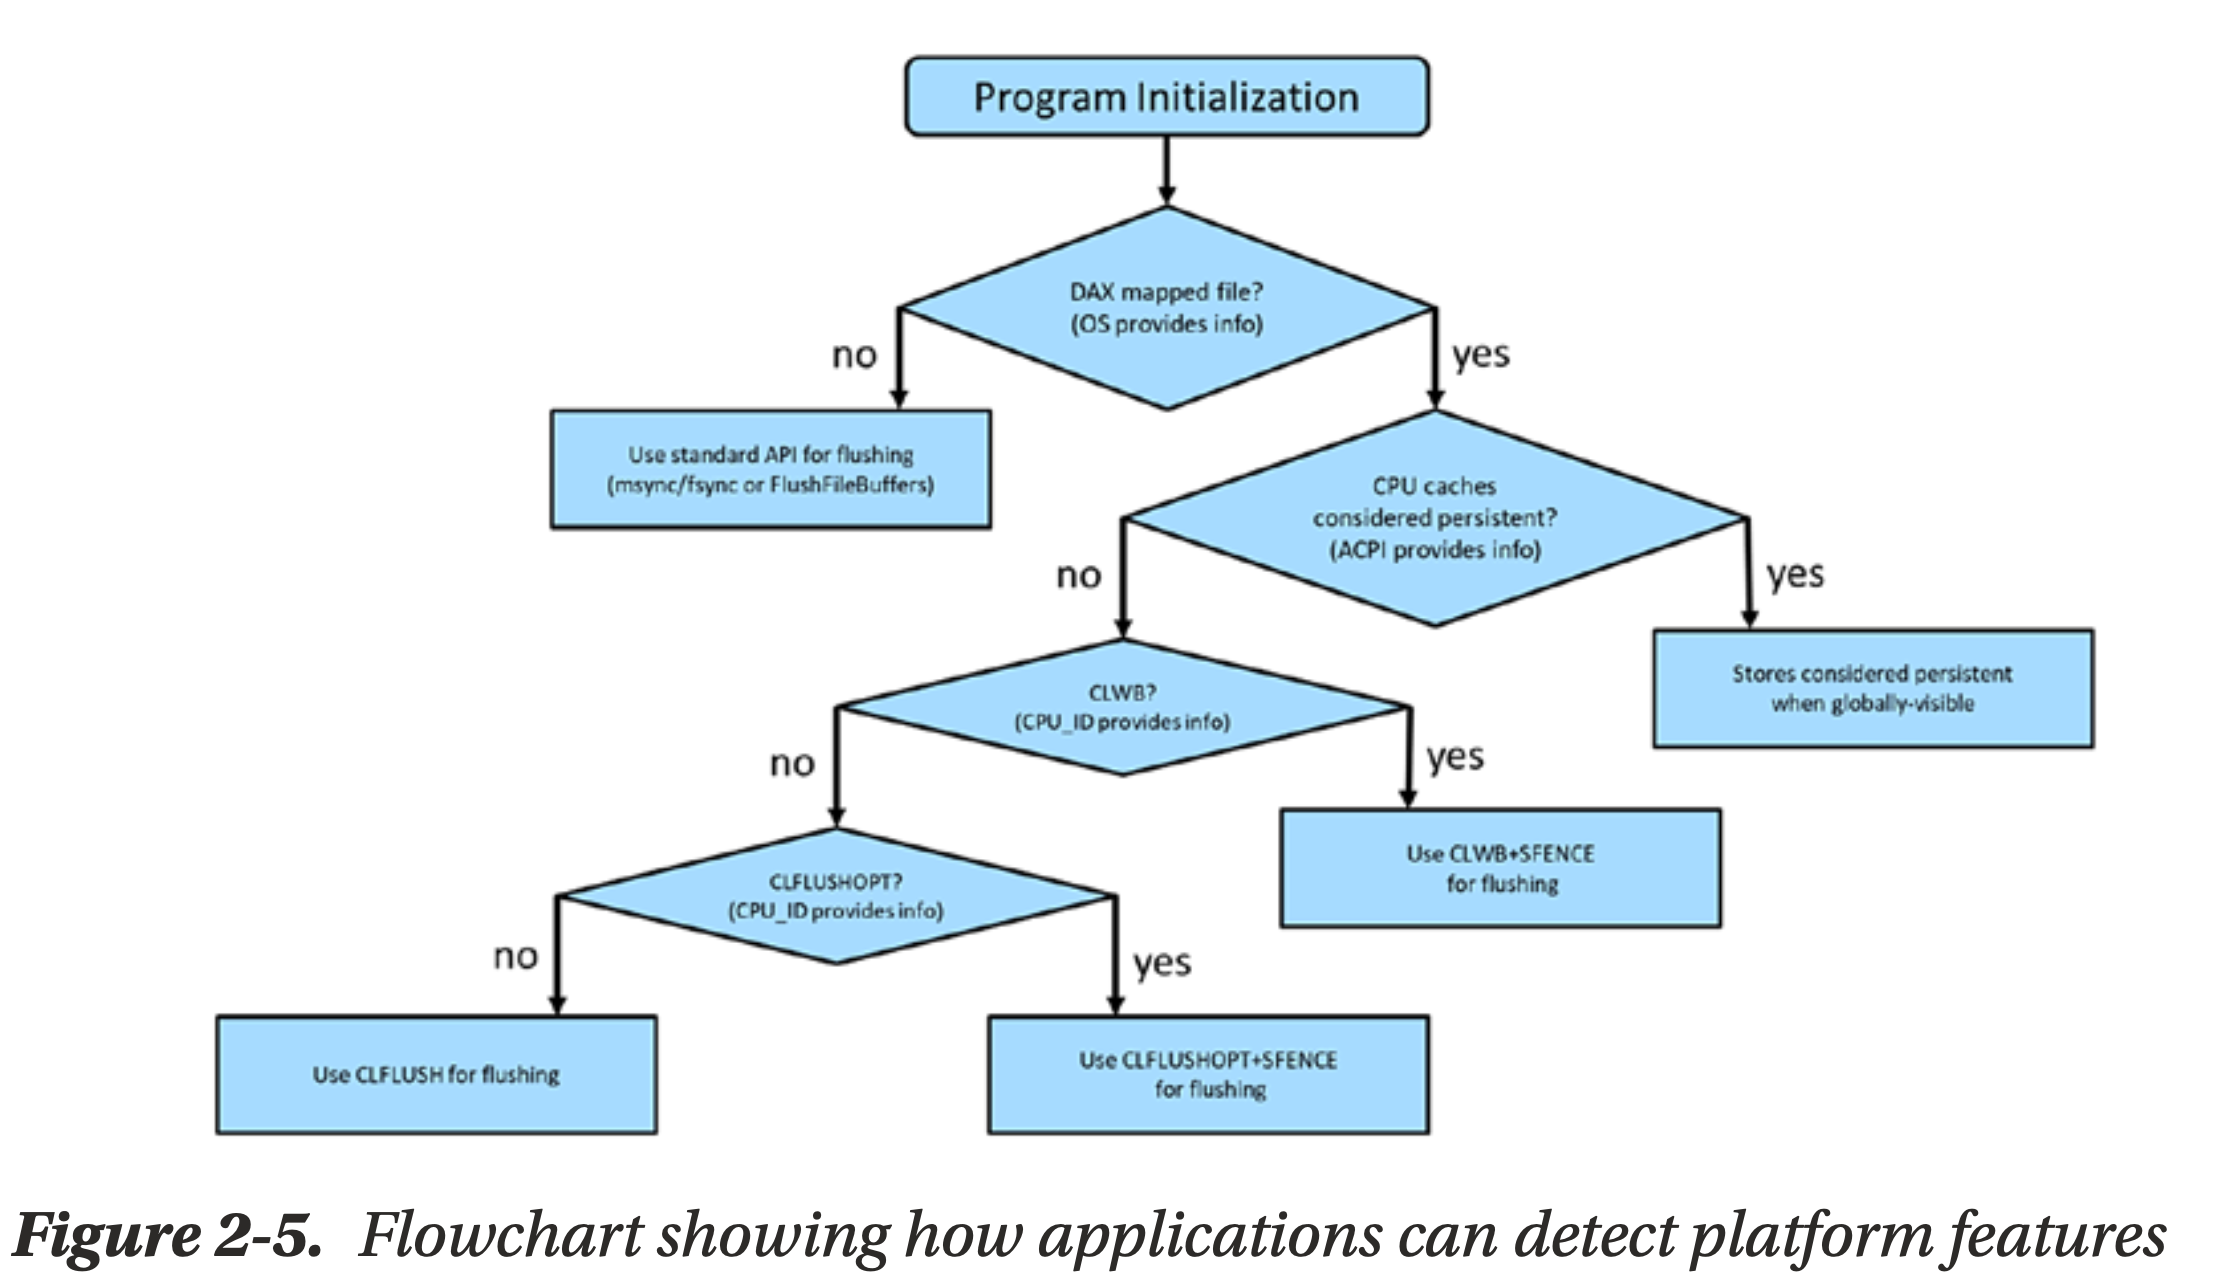 Program Initialization
DAX mapped file?
(OS provides info)
no
yes
Use standard API for flushing
(msync/fsync or FlushFileBuffers)
CPU caches
considered persistent?
(ACPI provides info)
no
yes
CLWB?
(CPU_ID provides info)
Stores considered persistent
when globally-visible
no
yes
CLFLUSHOPT?
(CPU_ID provides info)
Use CLWB+SFENCE
for flushing
no
yes
Use CLFLUSH for flushing
Use CLFLUSHOPT+SFENCE
for flushing
Figure 2-5. Flowchart showing how applications can detect platform features